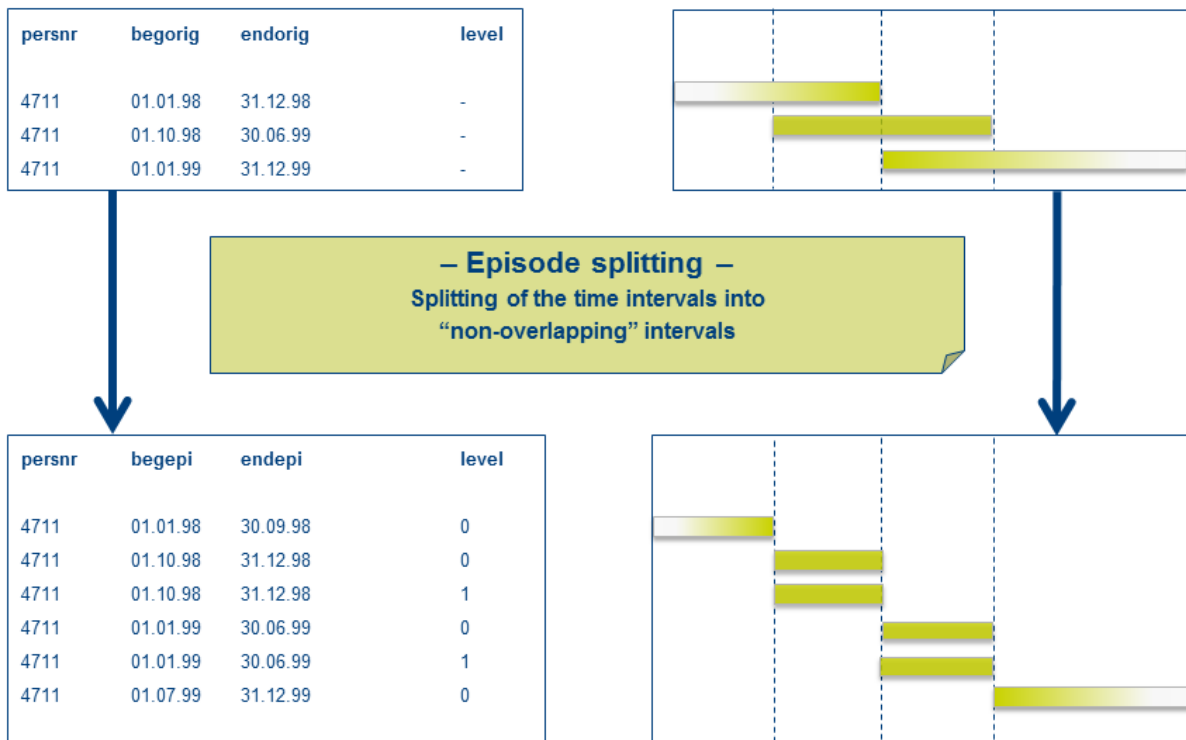 persnr begorig endorig level
4711 01.01.98 31.12.98 -
4711 01.10.98 30.06.99 -
4711 01.01.99 31.12.99 -
– Episode splitting –
Splitting of the time intervals into
“non-overlapping” intervals
persnr begepi endepi level
4711 01.01.98 30.09.98 0
4711 01.10.98 31.12.98 0
4711 01.10.98 31.12.98 1
4711 01.01.99 30.06.99 0
4711 01.01.99 30.06.99 1
4711 01.07.99 31.12.99 0